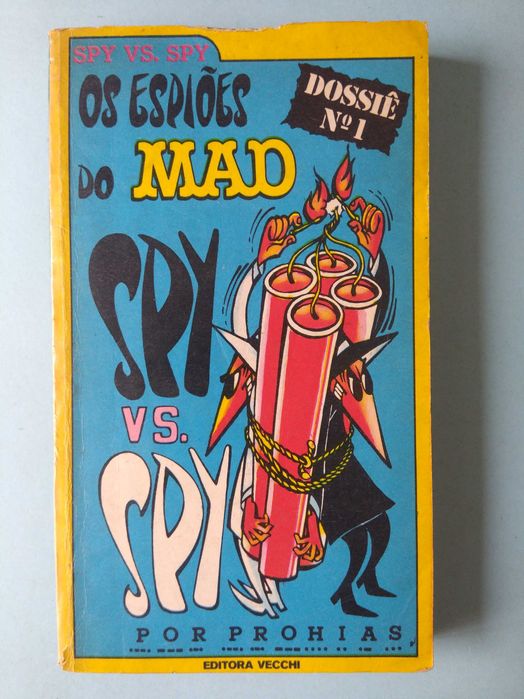 SPY VS. SPY
OS ESPIÕES
DO MAD
DOSSIÊ
Nº 1
SPY
VS.
SPY
POR PROHIAS
EDITORA VECCHI